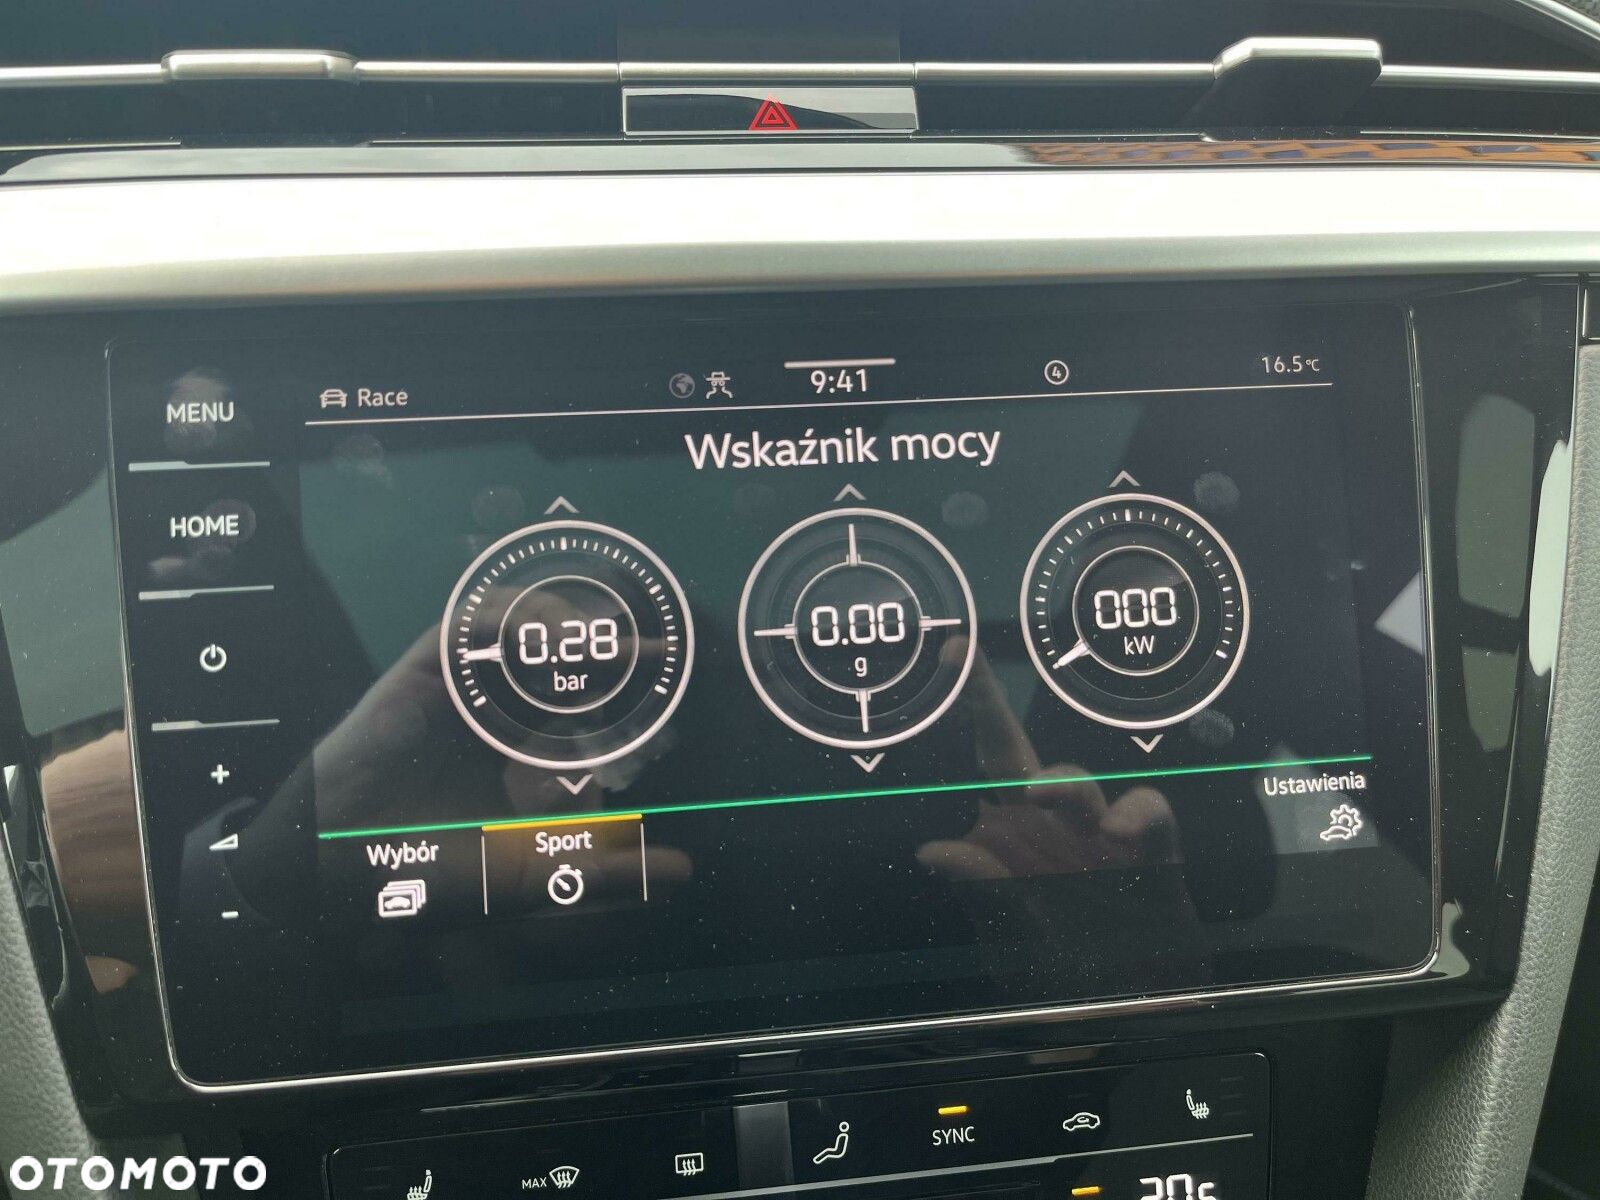 MENU
HOME
Race
9:41
4
16.5°C
Wskaźnik mocy
0.28
bar
0.00
g
000
kW
Wybór
Sport
Ustawienia
+
-
MAX
SYNC
OTOMOTO